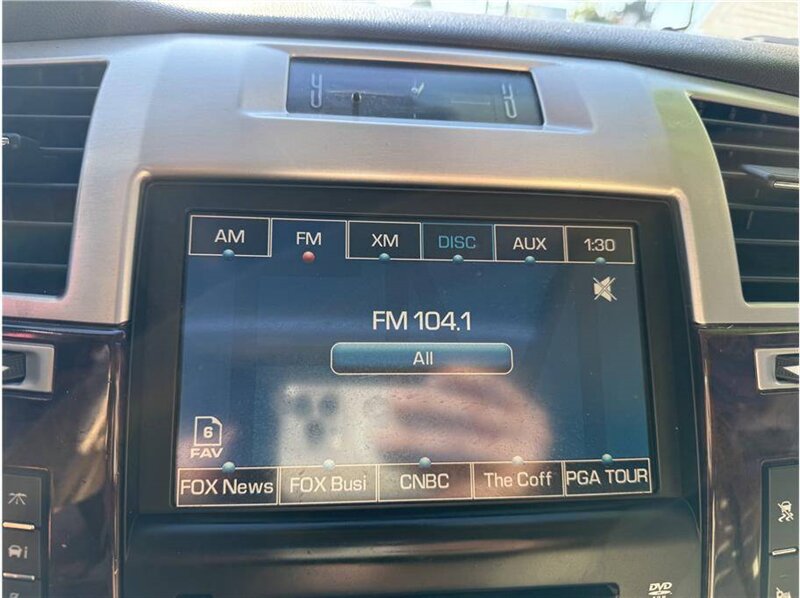 AM FM XM DISC AUX 1:30
FM 104.1
All
6
FAV
FOX News FOX Busi CNBC The Coff PGA TOUR
DVD